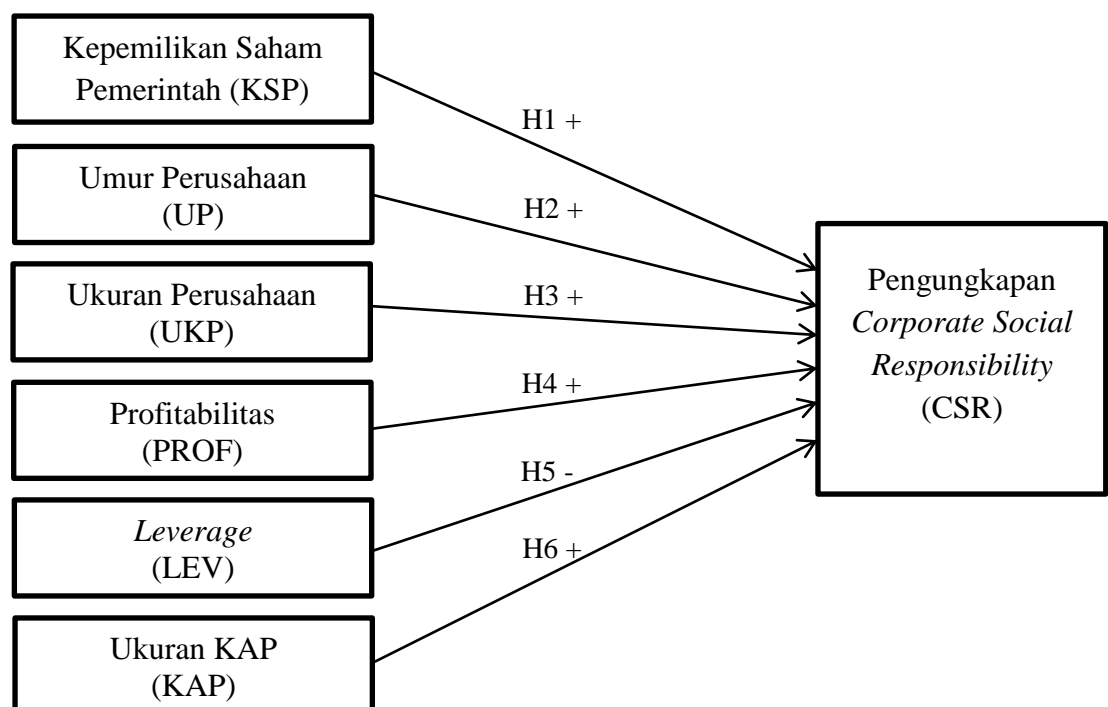 Kepemilikan Saham
Pemerintah (KSP)
H1 +
Umur Perusahaan
(UP)
H2 +
Ukuran Perusahaan
(UKP)
H3 +
Profitabilitas
(PROF)
H4 +
Leverage
(LEV)
H5 -
Ukuran KAP
(KAP)
H6 +
Pengungkapan
Corporate Social
Responsibility
(CSR)